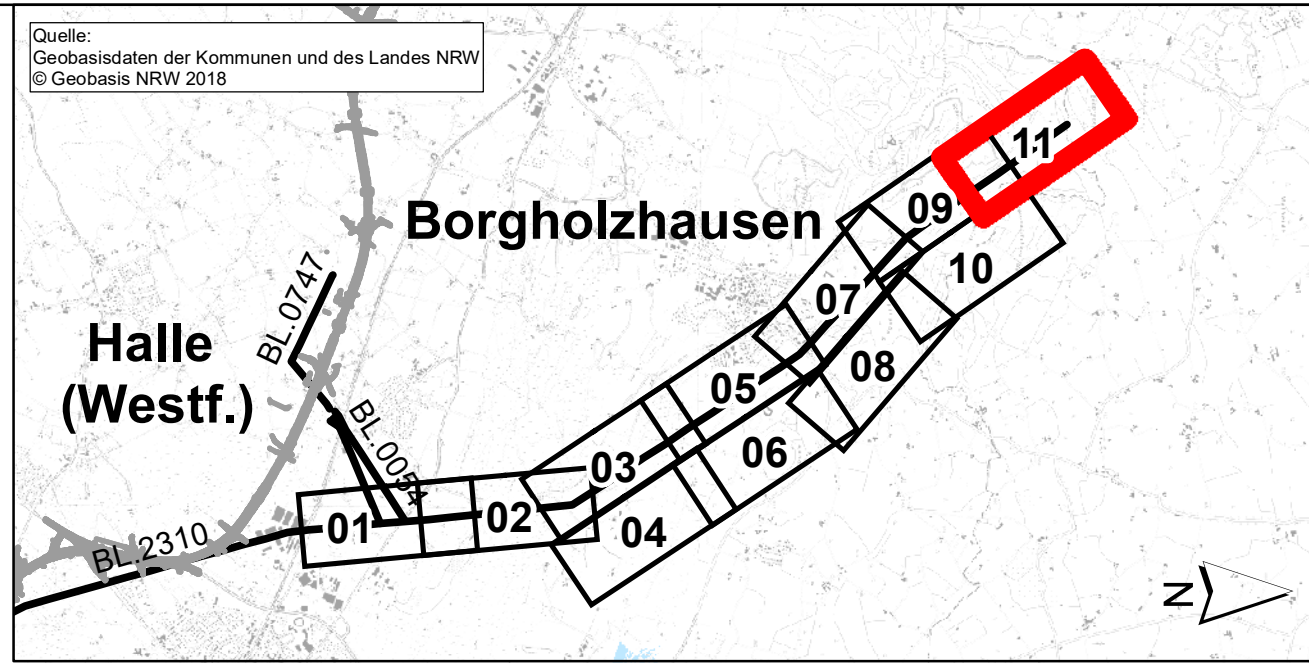 Quelle:
Geobasisdaten der Kommunen und des Landes NRW
© Geobasis NRW 2018
Borgholzhausen
Halle
(Westf.)
BL.0747
BL.0054
BL.2310
01
02
03
04
05
06
07
08
09
10
11
N